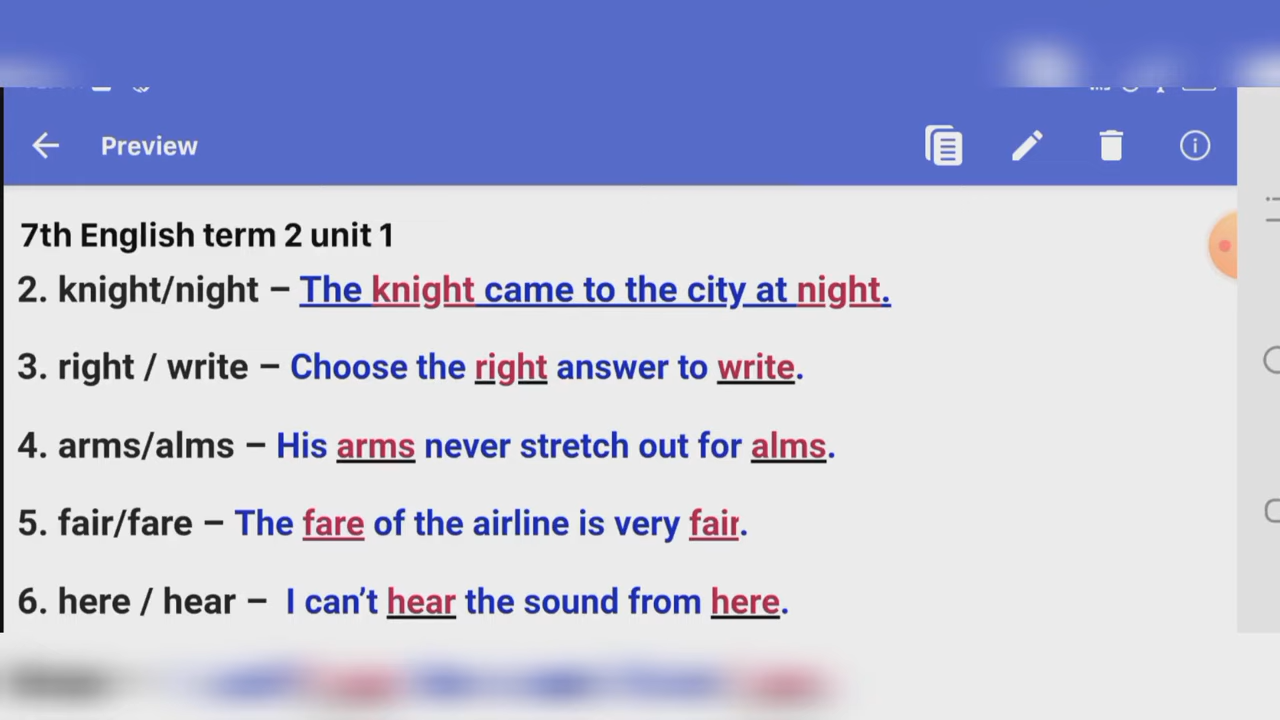 Preview
7th English term 2 unit 1
2. knight/night – The knight came to the city at night.
3. right / write – Choose the right answer to write.
4. arms/alms – His arms never stretch out for alms.
5. fair/fare – The fare of the airline is very fair.
6. here / hear – I can’t hear the sound from here.